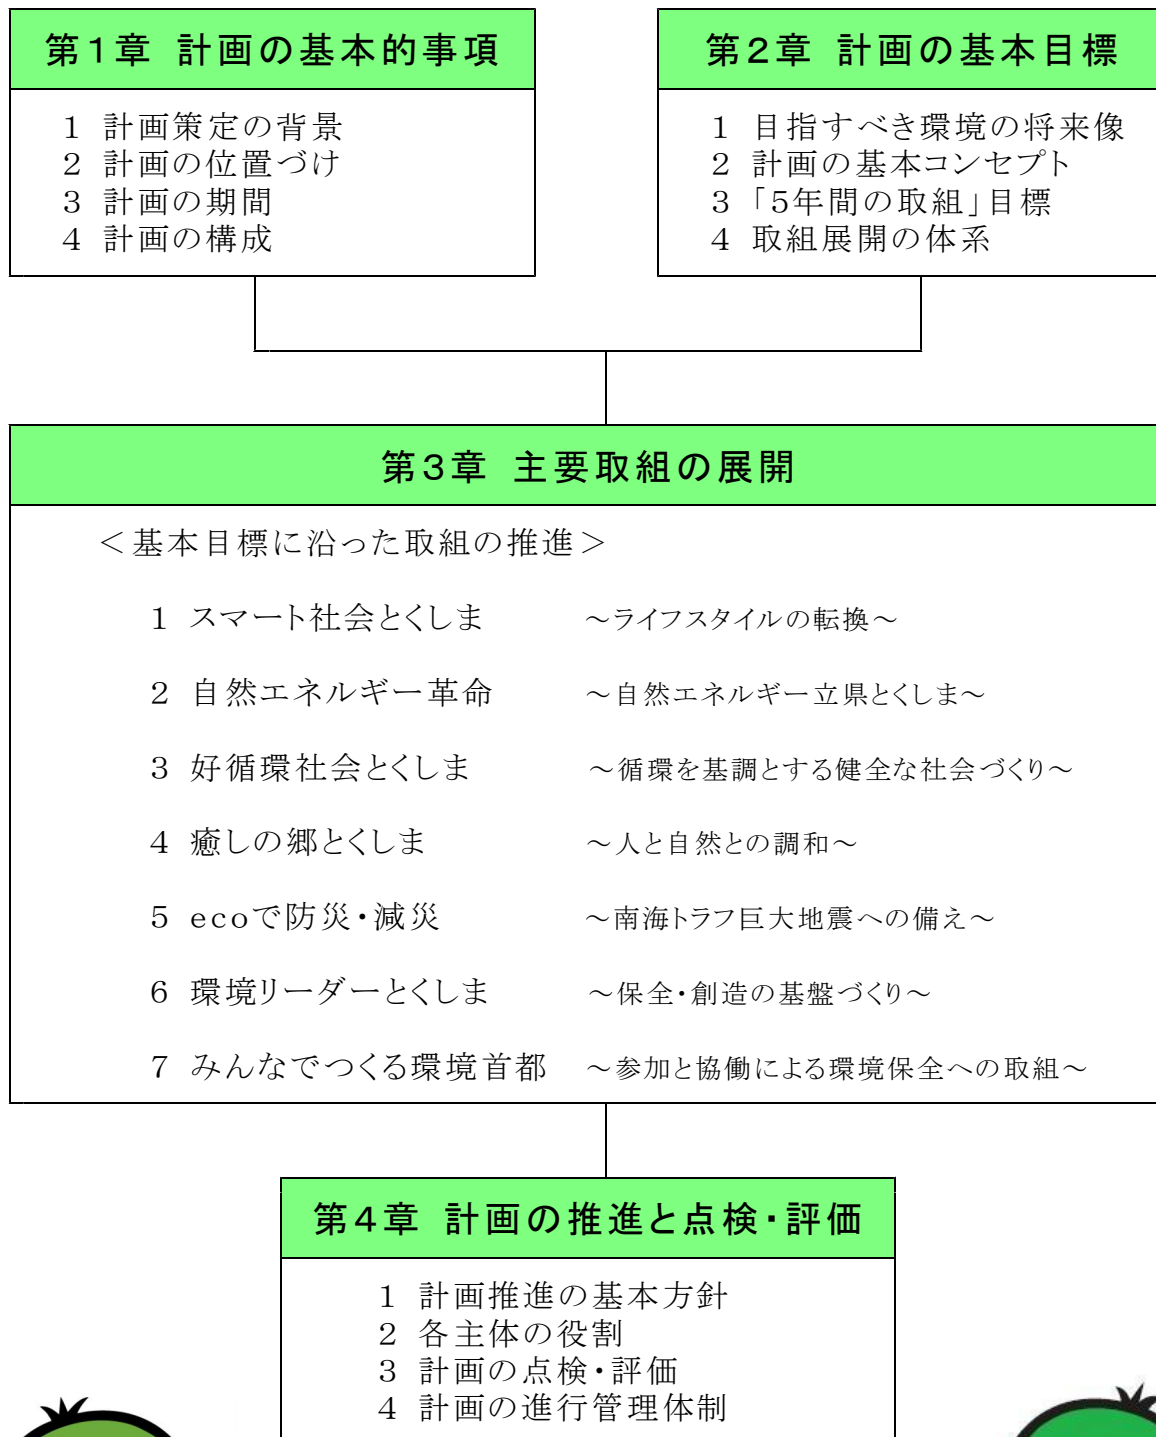 第1章 計画の基本的事項
1 計画策定の背景
2 計画の位置づけ
3 計画の期間
4 計画の構成
第2章 計画の基本目標
1 目指すべき環境の将来像
2 計画の基本コンセプト
3 「5年間の取組」目標
4 取組展開の体系
第3章 主要取組の展開
＜基本目標に沿った取組の推進＞
1 スマート社会とくしま ～ライフスタイルの転換～
2 自然エネルギー革命 ～自然エネルギー立県とくしま～
3 好循環社会とくしま ～循環を基調とする健全な社会づくり～
4 癒しの郷とくしま ～人と自然との調和～
5 ecoで防災・減災 ～南海トラフ巨大地震への備え～
6 環境リーダーとくしま ～保全・創造の基盤づくり～
7 みんなでつくる環境首都 ～参加と協働による環境保全への取組～
第4章 計画の推進と点検・評価
1 計画推進の基本方針
2 各主体の役割
3 計画の点検・評価
4 計画の進行管理体制